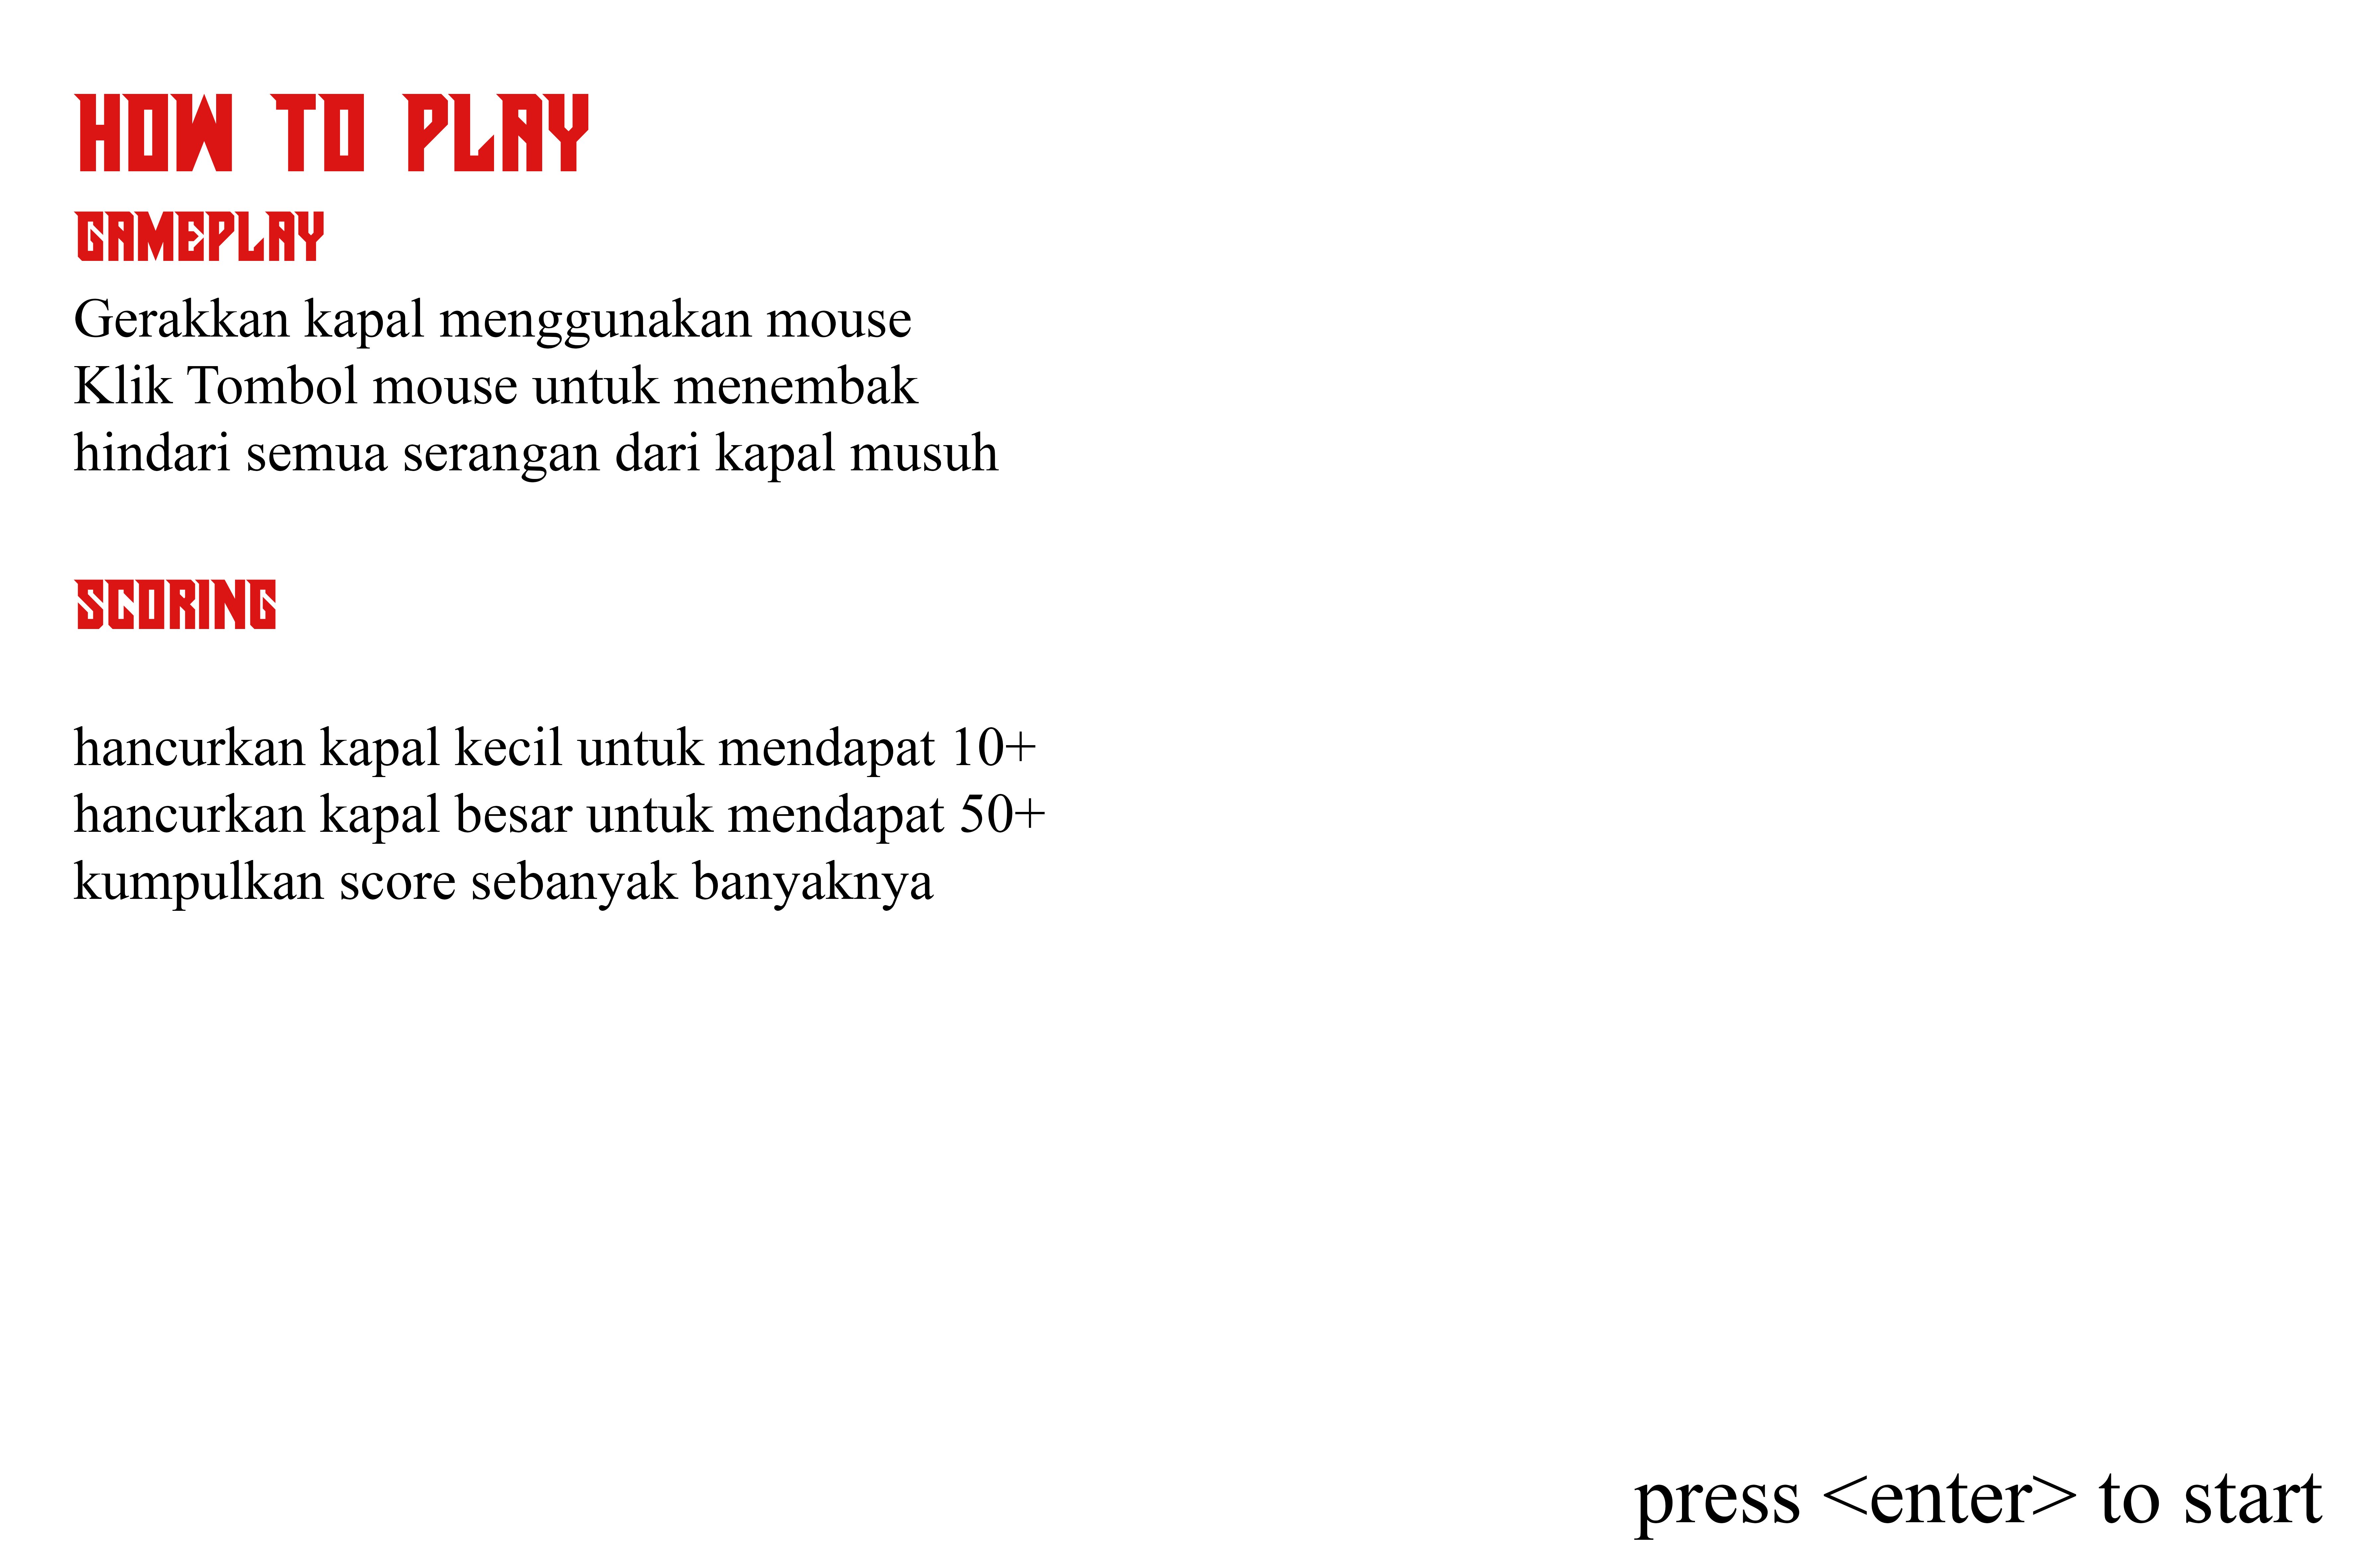 HOW TO PLAY
GAMEPLAY
Gerakkan kapal menggunakan mouse
Klik Tombol mouse untuk menembak
hindari semua serangan dari kapal musuh
SCORING
hancurkan kapal kecil untuk mendapat 10+
hancurkan kapal besar untuk mendapat 50+
kumpulkan score sebanyak banyaknya
press <enter> to start